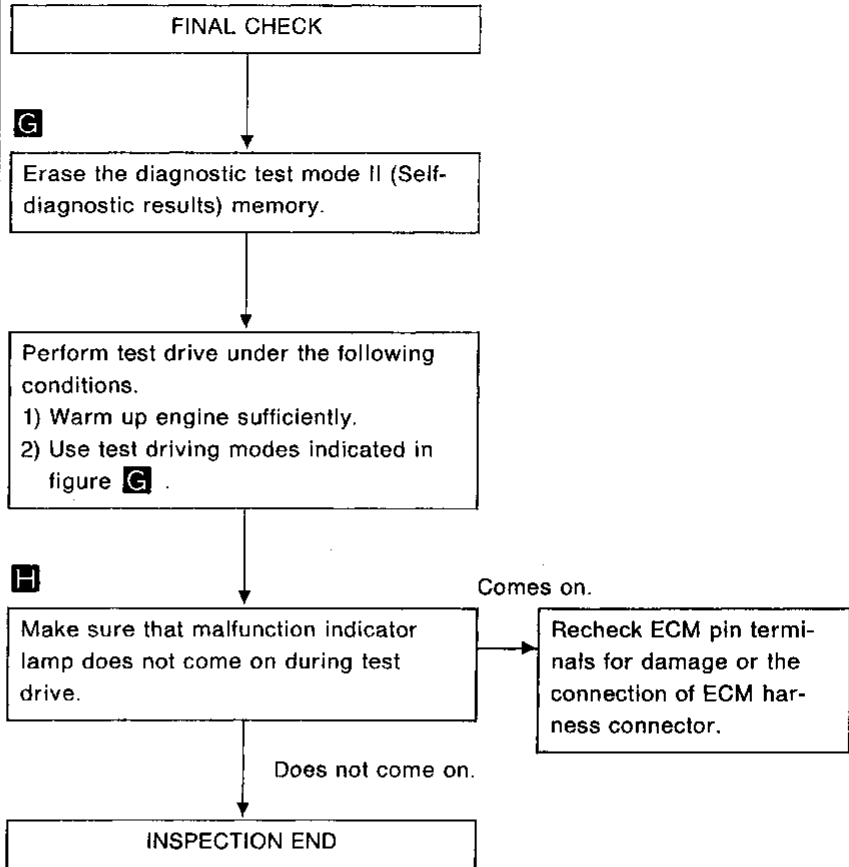 FINAL CHECK
G
Erase the diagnostic test mode II (Self-
diagnostic results) memory.
Perform test drive under the following
conditions.
1) Warm up engine sufficiently.
2) Use test driving modes indicated in
figure G .
H
Comes on.
Make sure that malfunction indicator
lamp does not come on during test
drive.
Recheck ECM pin termi-
nals for damage or the
connection of ECM har-
ness connector.
Does not come on.
INSPECTION END